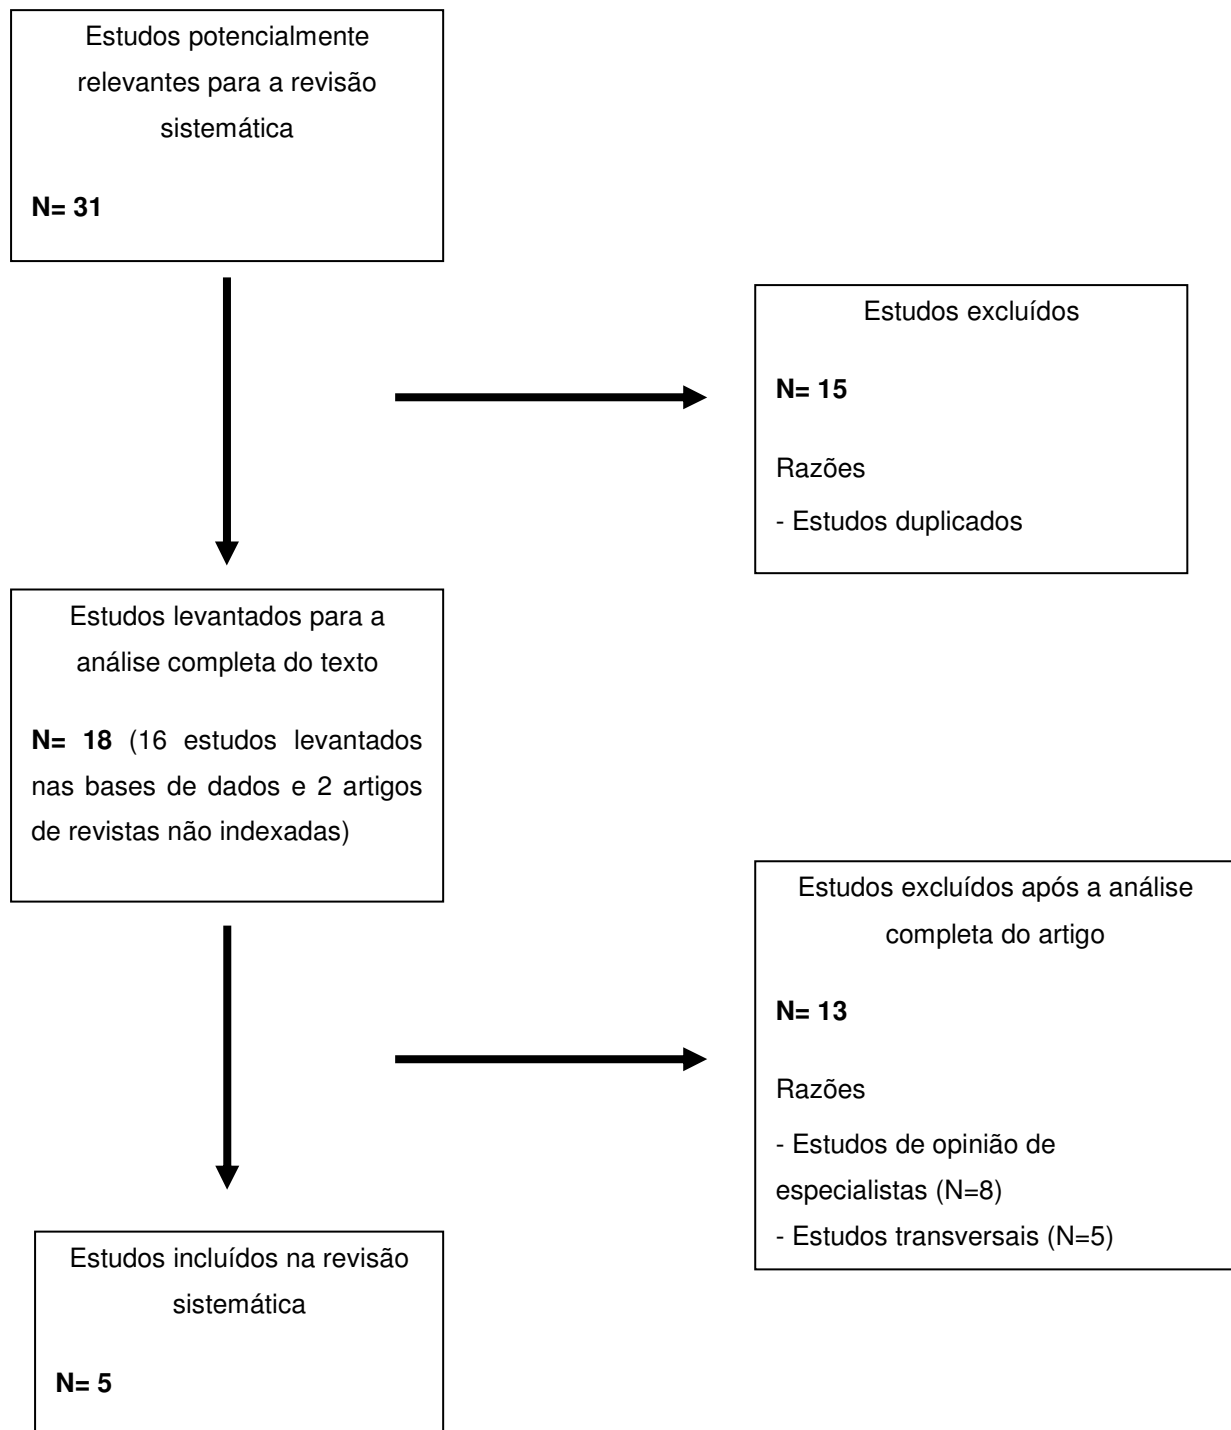 Estudos potencialmente
relevantes para a revisão
sistemática
N= 31
Estudos excluídos
N= 15
Razões
- Estudos duplicados
Estudos levantados para a
análise completa do texto
N= 18 (16 estudos levantados
nas bases de dados e 2 artigos
de revistas não indexadas)
Estudos excluídos após a análise
completa do artigo
N= 13
Razões
- Estudos de opinião de
especialistas (N=8)
- Estudos transversais (N=5)
Estudos incluídos na revisão
sistemática
N= 5